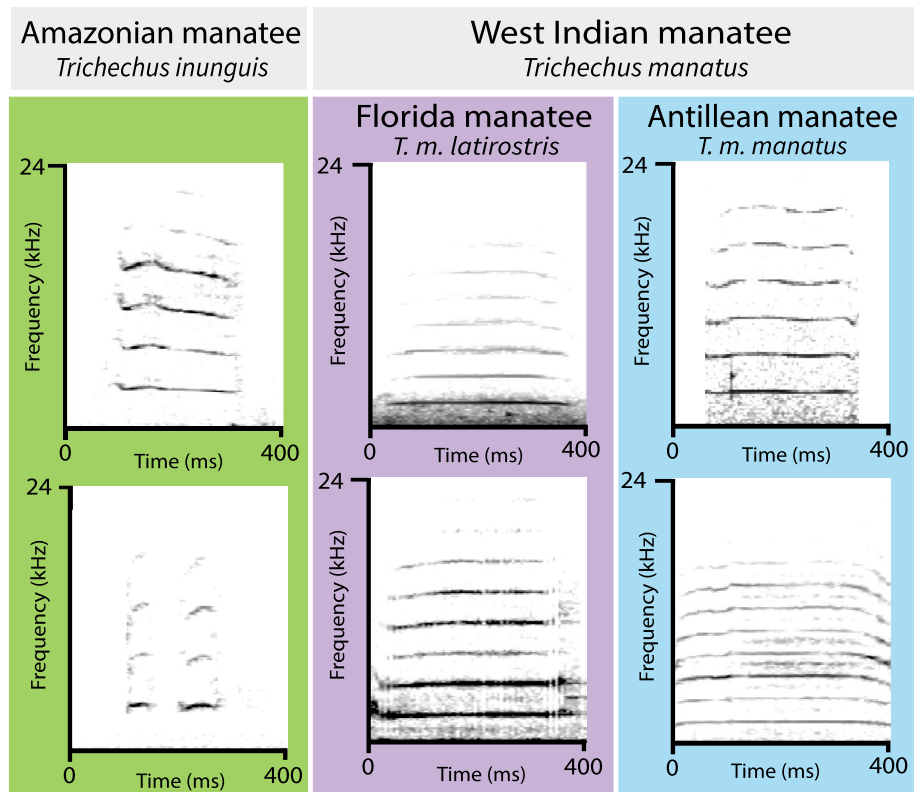 Amazonian manatee
Trichechus inunguis
West Indian manatee
Trichechus manatus
Florida manatee
T. m. latirostris
Antillean manatee
T. m. manatus
24
Frequency (kHz)
0
Time (ms)
400
24
Frequency (kHz)
0
Time (ms)
400
24
Frequency (kHz)
0
Time (ms)
400
24
Frequency (kHz)
0
Time (ms)
400
24
Frequency (kHz)
0
Time (ms)
400
24
Frequency (kHz)
0
Time (ms)
400